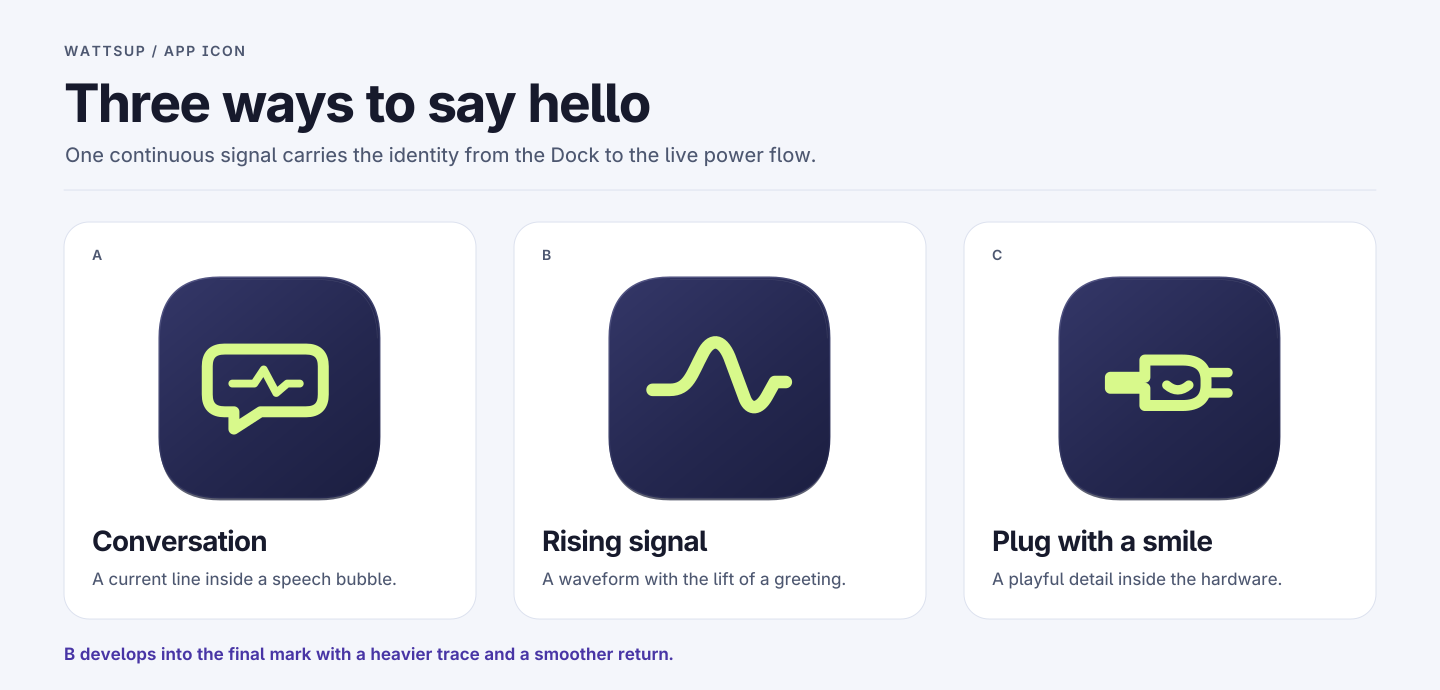 WATTSUP / APP ICON
Three ways to say hello
One continuous signal carries the identity from the Dock to the live power flow.
A
B
C
Conversation
A current line inside a speech bubble.
Rising signal
A waveform with the lift of a greeting.
Plug with a smile
A playful detail inside the hardware.
B develops into the final mark with a heavier trace and a smoother return.